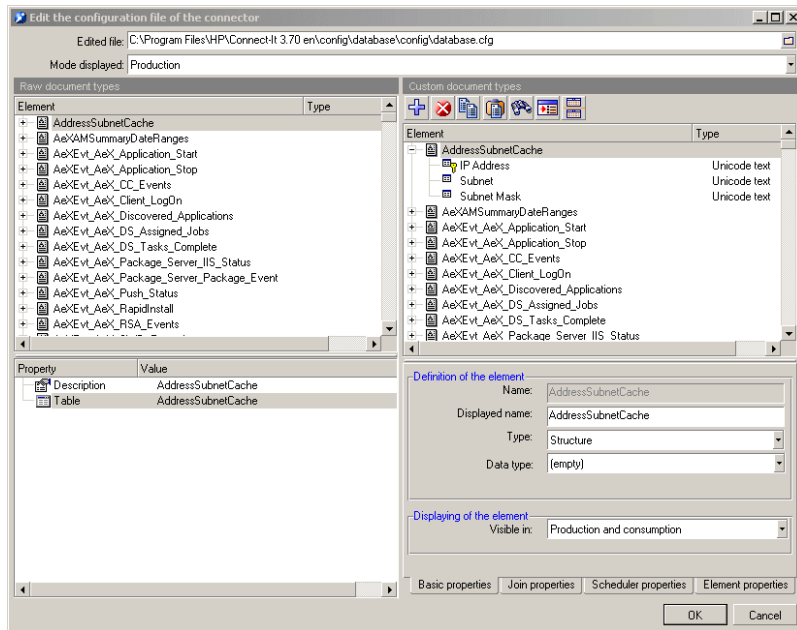 Edit the configuration file of the connector
Edited file: C:\Program Files\HP\Connect-It 3.70 en\config\database\config\database.cfg
Mode displayed: Production
Raw document types
Element Type
AddressSubnetCache
AeXAMSummaryDateRanges
AeXEvt_AeX_Application_Start
AeXEvt_AeX_Application_Stop
AeXEvt_AeX_CC_Events
AeXEvt_AeX_Client_LogOn
AeXEvt_AeX_Discovered_Applications
AeXEvt_AeX_DS_Assigned_Jobs
AeXEvt_AeX_DS_Tasks_Complete
AeXEvt_AeX_Package_Server_IIS_Status
AeXEvt_AeX_Package_Server_Package_Event
AeXEvt_AeX_Push_Status
AeXEvt_AeX_RapidInstall
AeXEvt_AeX_RSA_Events
Property Value
Description AddressSubnetCache
Table AddressSubnetCache
Custom document types
Element Type
AddressSubnetCache
IP Address Unicode text
Subnet Unicode text
Subnet Mask Unicode text
AeXAMSummaryDateRanges
AeXEvt_AeX_Application_Start
AeXEvt_AeX_Application_Stop
AeXEvt_AeX_CC_Events
AeXEvt_AeX_Client_LogOn
AeXEvt_AeX_Discovered_Applications
AeXEvt_AeX_DS_Assigned_Jobs
AeXEvt_AeX_DS_Tasks_Complete
AeXEvt_AeX_Package_Server_IIS_Status
Definition of the element
Name: AddressSubnetCache
Displayed name: AddressSubnetCache
Type: Structure
Data type: (empty)
Displaying of the element
Visible in: Production and consumption
Basic properties Join properties Scheduler properties Element properties
OK Cancel